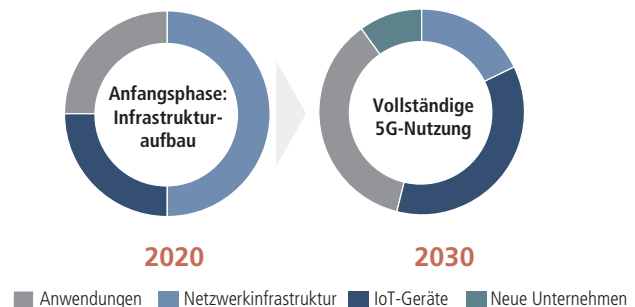 Anfangsphase:
Infrastruktur-
aufbau
Vollständige
5G-Nutzung
2020
2030
Anwendungen Netzwerkinfrastruktur IoT-Geräte Neue Unternehmen